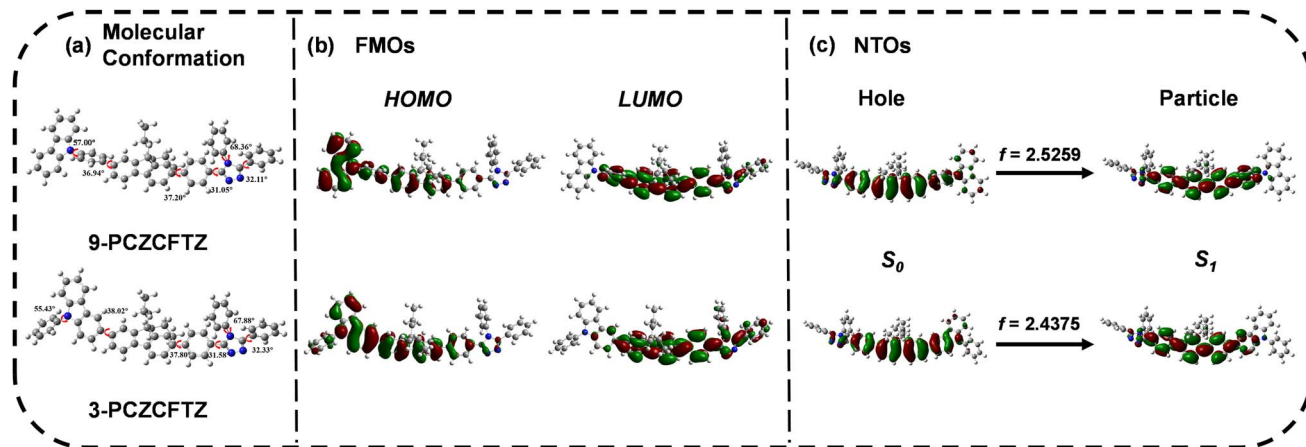 (a) Molecular
Conformation
57.00°
36.94°
37.20°
68.36°
31.05°
32.11°
9-PCZCFTZ
55.43°
38.02°
37.80°
67.88°
31.58°
32.33°
3-PCZCFTZ
(b) FMOs
HOMO
LUMO
(c) NTOs
Hole
Particle
f = 2.5259
S0
S1
f = 2.4375